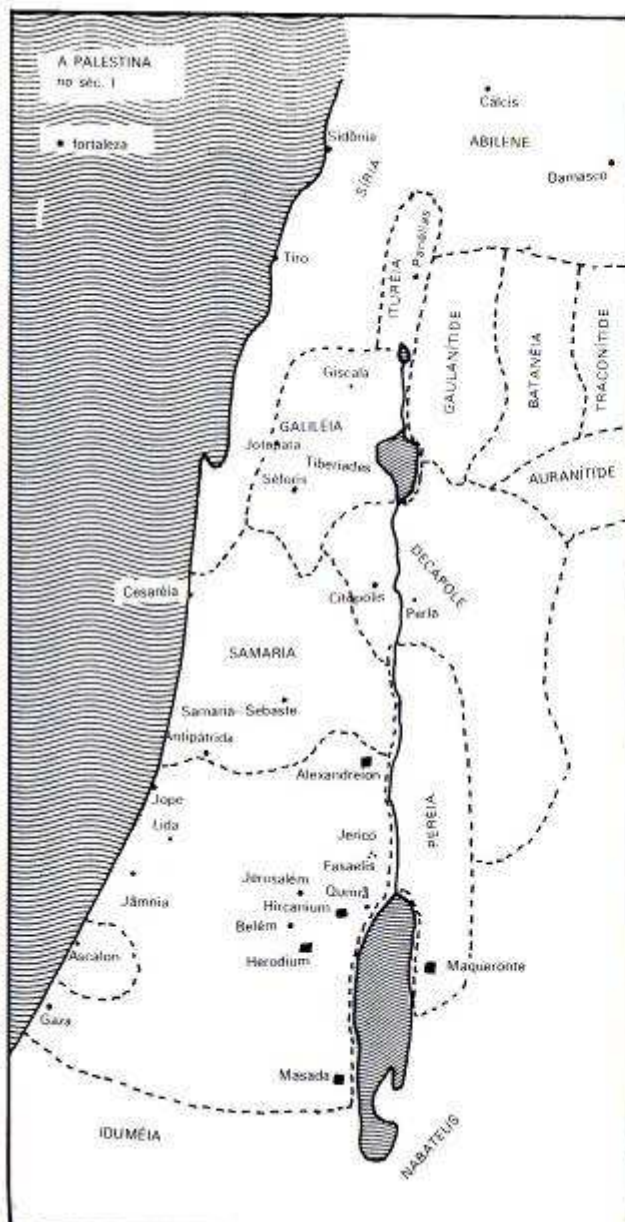 A PALESTINA
no séc. I
• fortaleza
Cálcis
ABILENE
Sidônia
Damasco
SÍRIA
Tiro
ITURÉIA
Panéias
GAULANÍTIDE
BATANÉIA
TRACONÍTIDE
Giscala
GALILÉIA
Jotapata
Tiberíades
Séforis
AURANÍTIDE
DECÁPOLE
Cesaréia
Citópolis
Perla
SAMARIA
Samaria-Sebaste
Antipátrida
Alexandreion
PERÉIA
Jope
Lida
Jericó
Fasaelis
Jerusalém
Qumrã
Jâmnia
Hircanium
Belém
Ascalon
Herodium
Maqueronte
Gaza
Masada
IDUMÉIA
NABATEUS